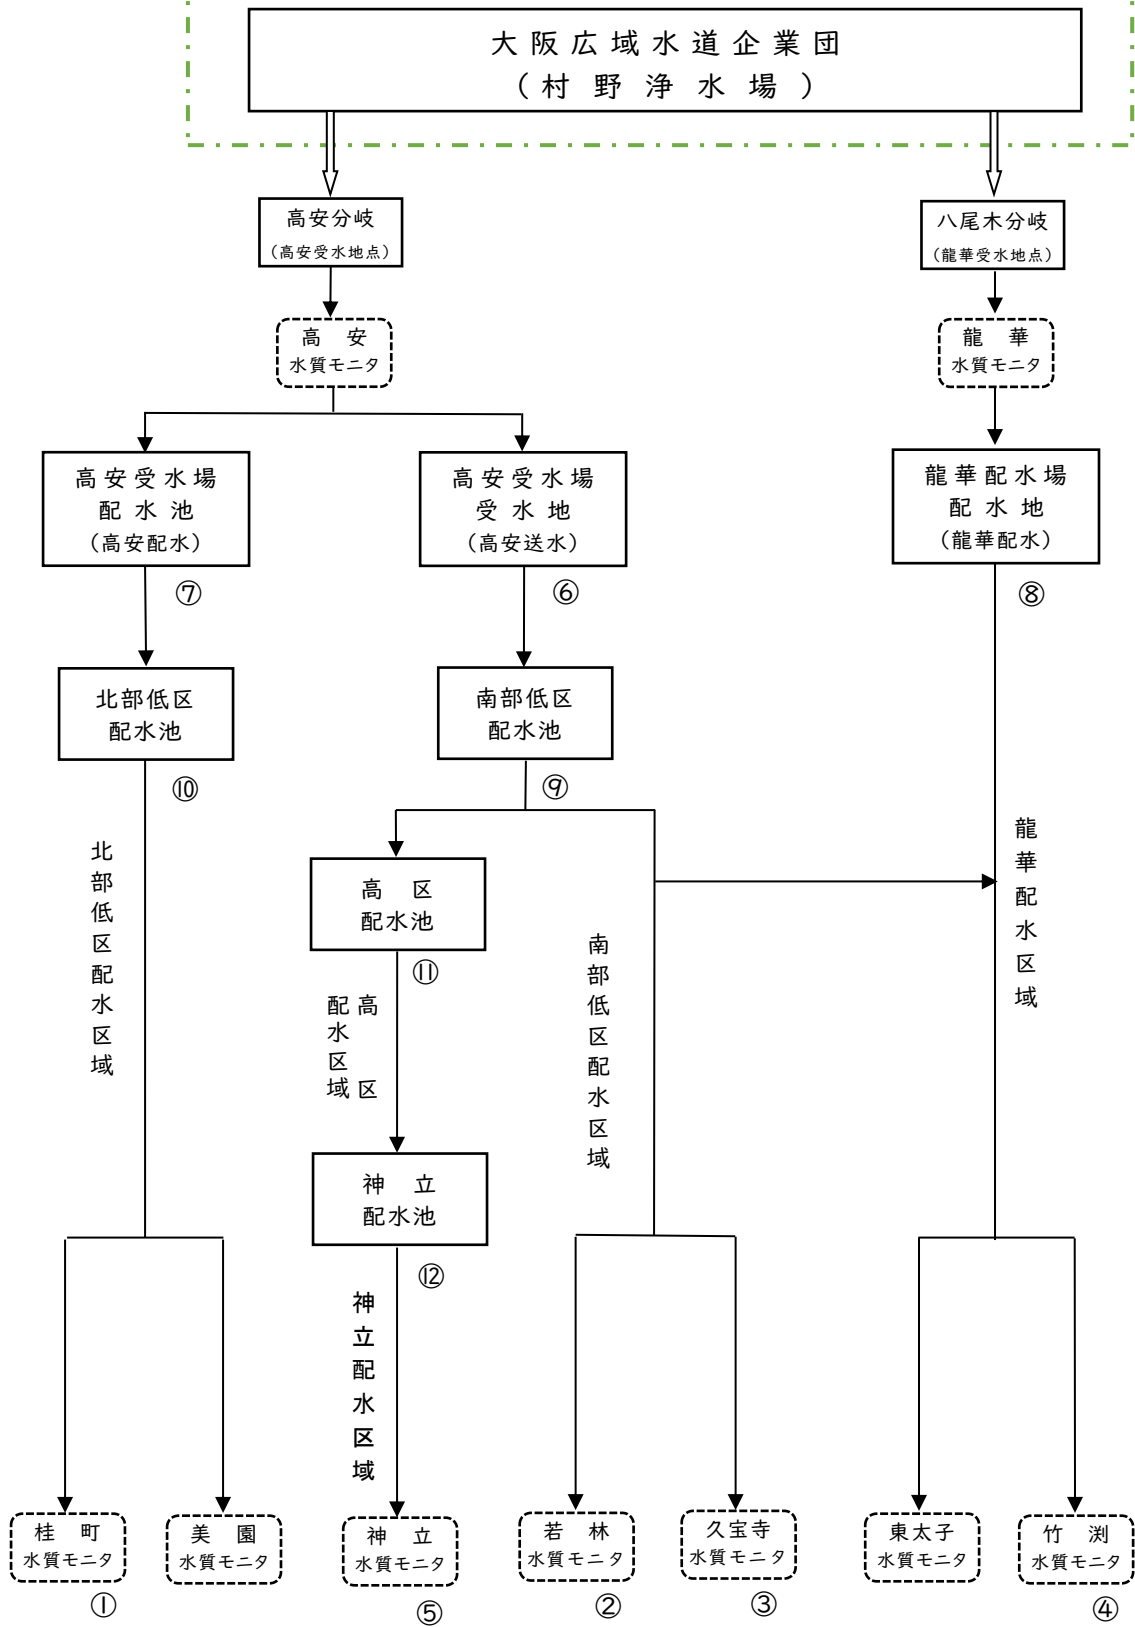 大阪広域水道企業団
（村野浄水場）
高安分岐
（高安受水地点）
八尾木分岐
（龍華受水地点）
高安
水質モニタ
龍華
水質モニタ
高安受水場
配水池
（高安配水）
⑦
高安受水場
受水地
（高安送水）
⑥
龍華配水場
配水地
（龍華配水）
⑧
北部低区
配水池
⑩
南部低区
配水池
⑨
北部低区配水区域
高区
配水池
⑪
高区
配水区域
南部低区配水区域
龍華配水区域
神立
配水池
⑫
神立配水区域
桂町
水質モニタ
①
美園
水質モニタ
神立
水質モニタ
⑤
若林
水質モニタ
②
久宝寺
水質モニタ
③
東太子
水質モニタ
竹渕
水質モニタ
④